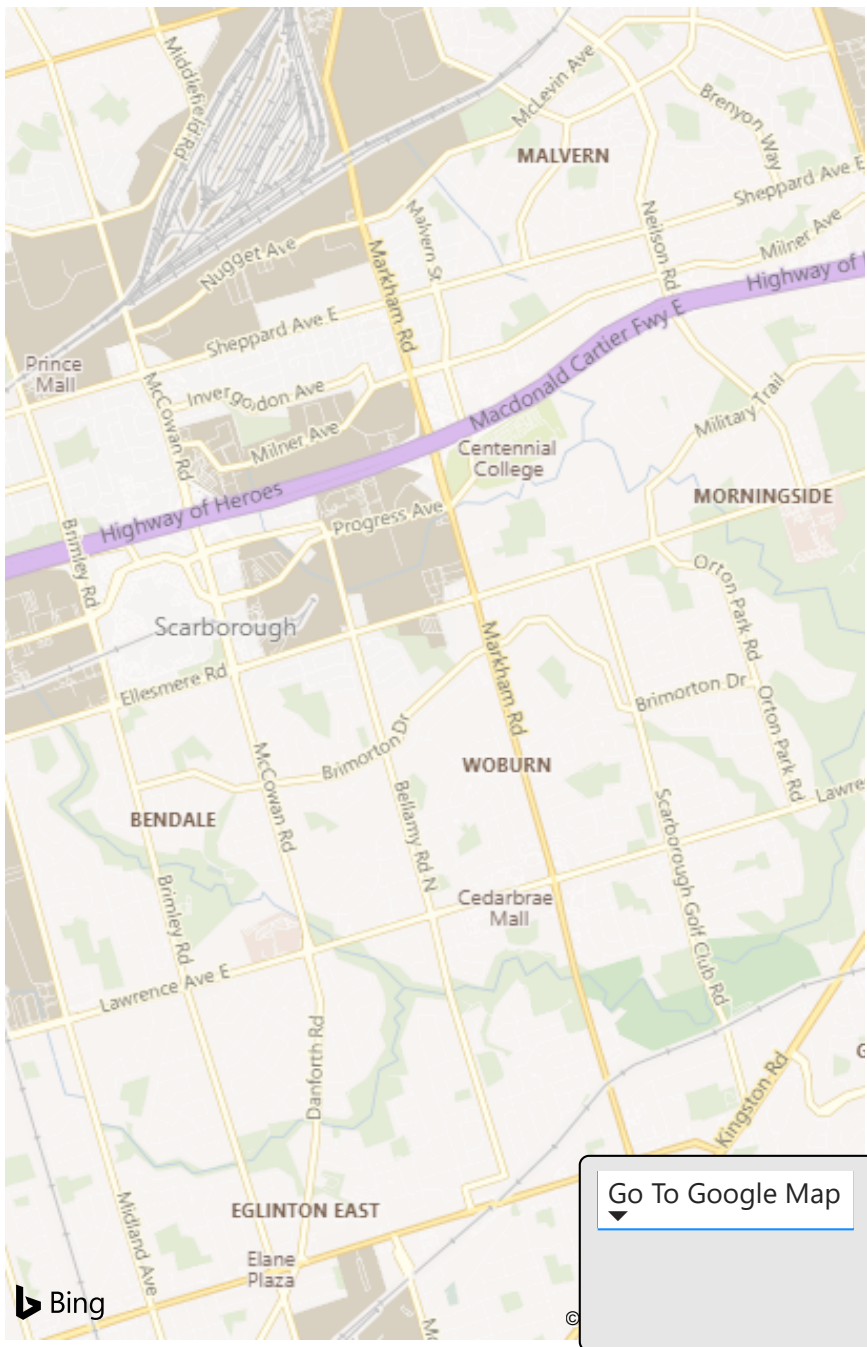 Middlefield Rd
McLevin Ave
Brenyon Way
MALVERN
Sheppard Ave E
Malvern St
Neilson Rd
Milner Ave
Nugget Ave
Markham Rd
Highway of
Sheppard Ave E
Macdonald Cartier Fwy E
Prince
Mall
McCowan Rd
Invergordon Ave
Military Trail
Milner Ave
Centennial
College
Highway of Heroes
Progress Ave
MORNINGSIDE
Brimley Rd
Orton Park Rd
Scarborough
Markham Rd
Ellesmere Rd
Brimorton Dr
Orton Park Rd
Brimorton Dr
McCowan Rd
WOBURN
Bellamy Rd N
Lawre
BENDALE
Scarborough Golf Club Rd
Brimley Rd
Cedarbrae
Mall
Lawrence Ave E
Danforth Rd
Kingston Rd
G
Midland Ave
EGLINTON EAST
Elane
Plaza
Go To Google Map
Bing
©
Mc